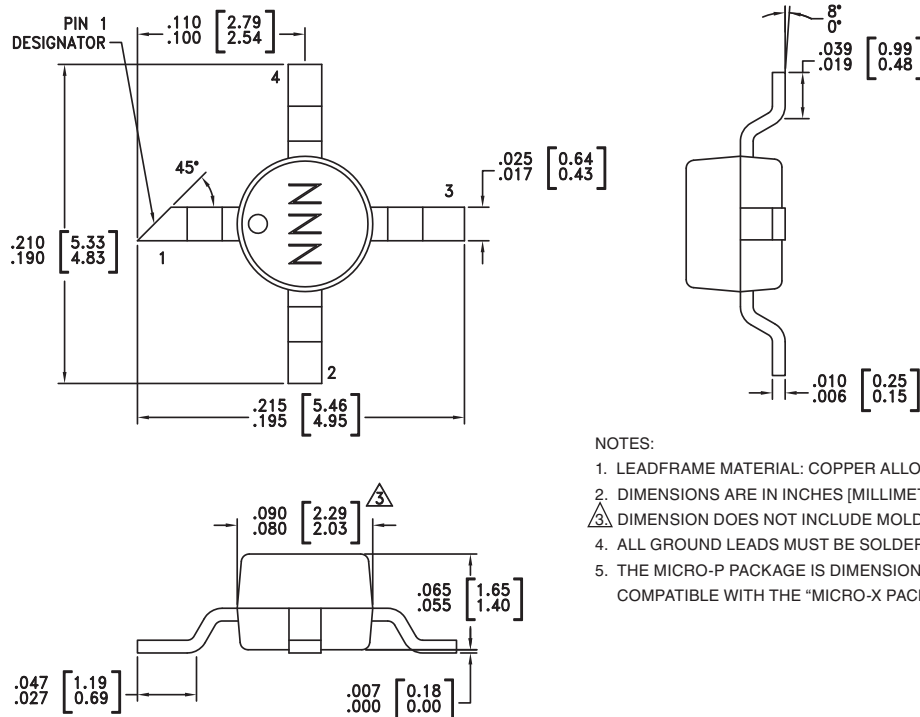 PIN 1
DESIGNATOR
.110 [2.79]
.100 [2.54]
4
45°
NNN
3
1
2
.025 [0.64]
.017 [0.43]
.210 [5.33]
.190 [4.83]
.215 [5.46]
.195 [4.95]
8°
0°
.039 [0.99]
.019 [0.48]
.010 [0.25]
.006 [0.15]
NOTES:
1. LEADFRAME MATERIAL: COPPER ALLO
2. DIMENSIONS ARE IN INCHES [MILLIMET
3. DIMENSION DOES NOT INCLUDE MOLD
4. ALL GROUND LEADS MUST BE SOLDER
5. THE MICRO-P PACKAGE IS DIMENSION
COMPATIBLE WITH THE “MICRO-X PAC
.090 [2.29]
.080 [2.03]
3
.065 [1.65]
.055 [1.40]
.047 [1.19]
.027 [0.69]
.007 [0.18]
.000 [0.00]